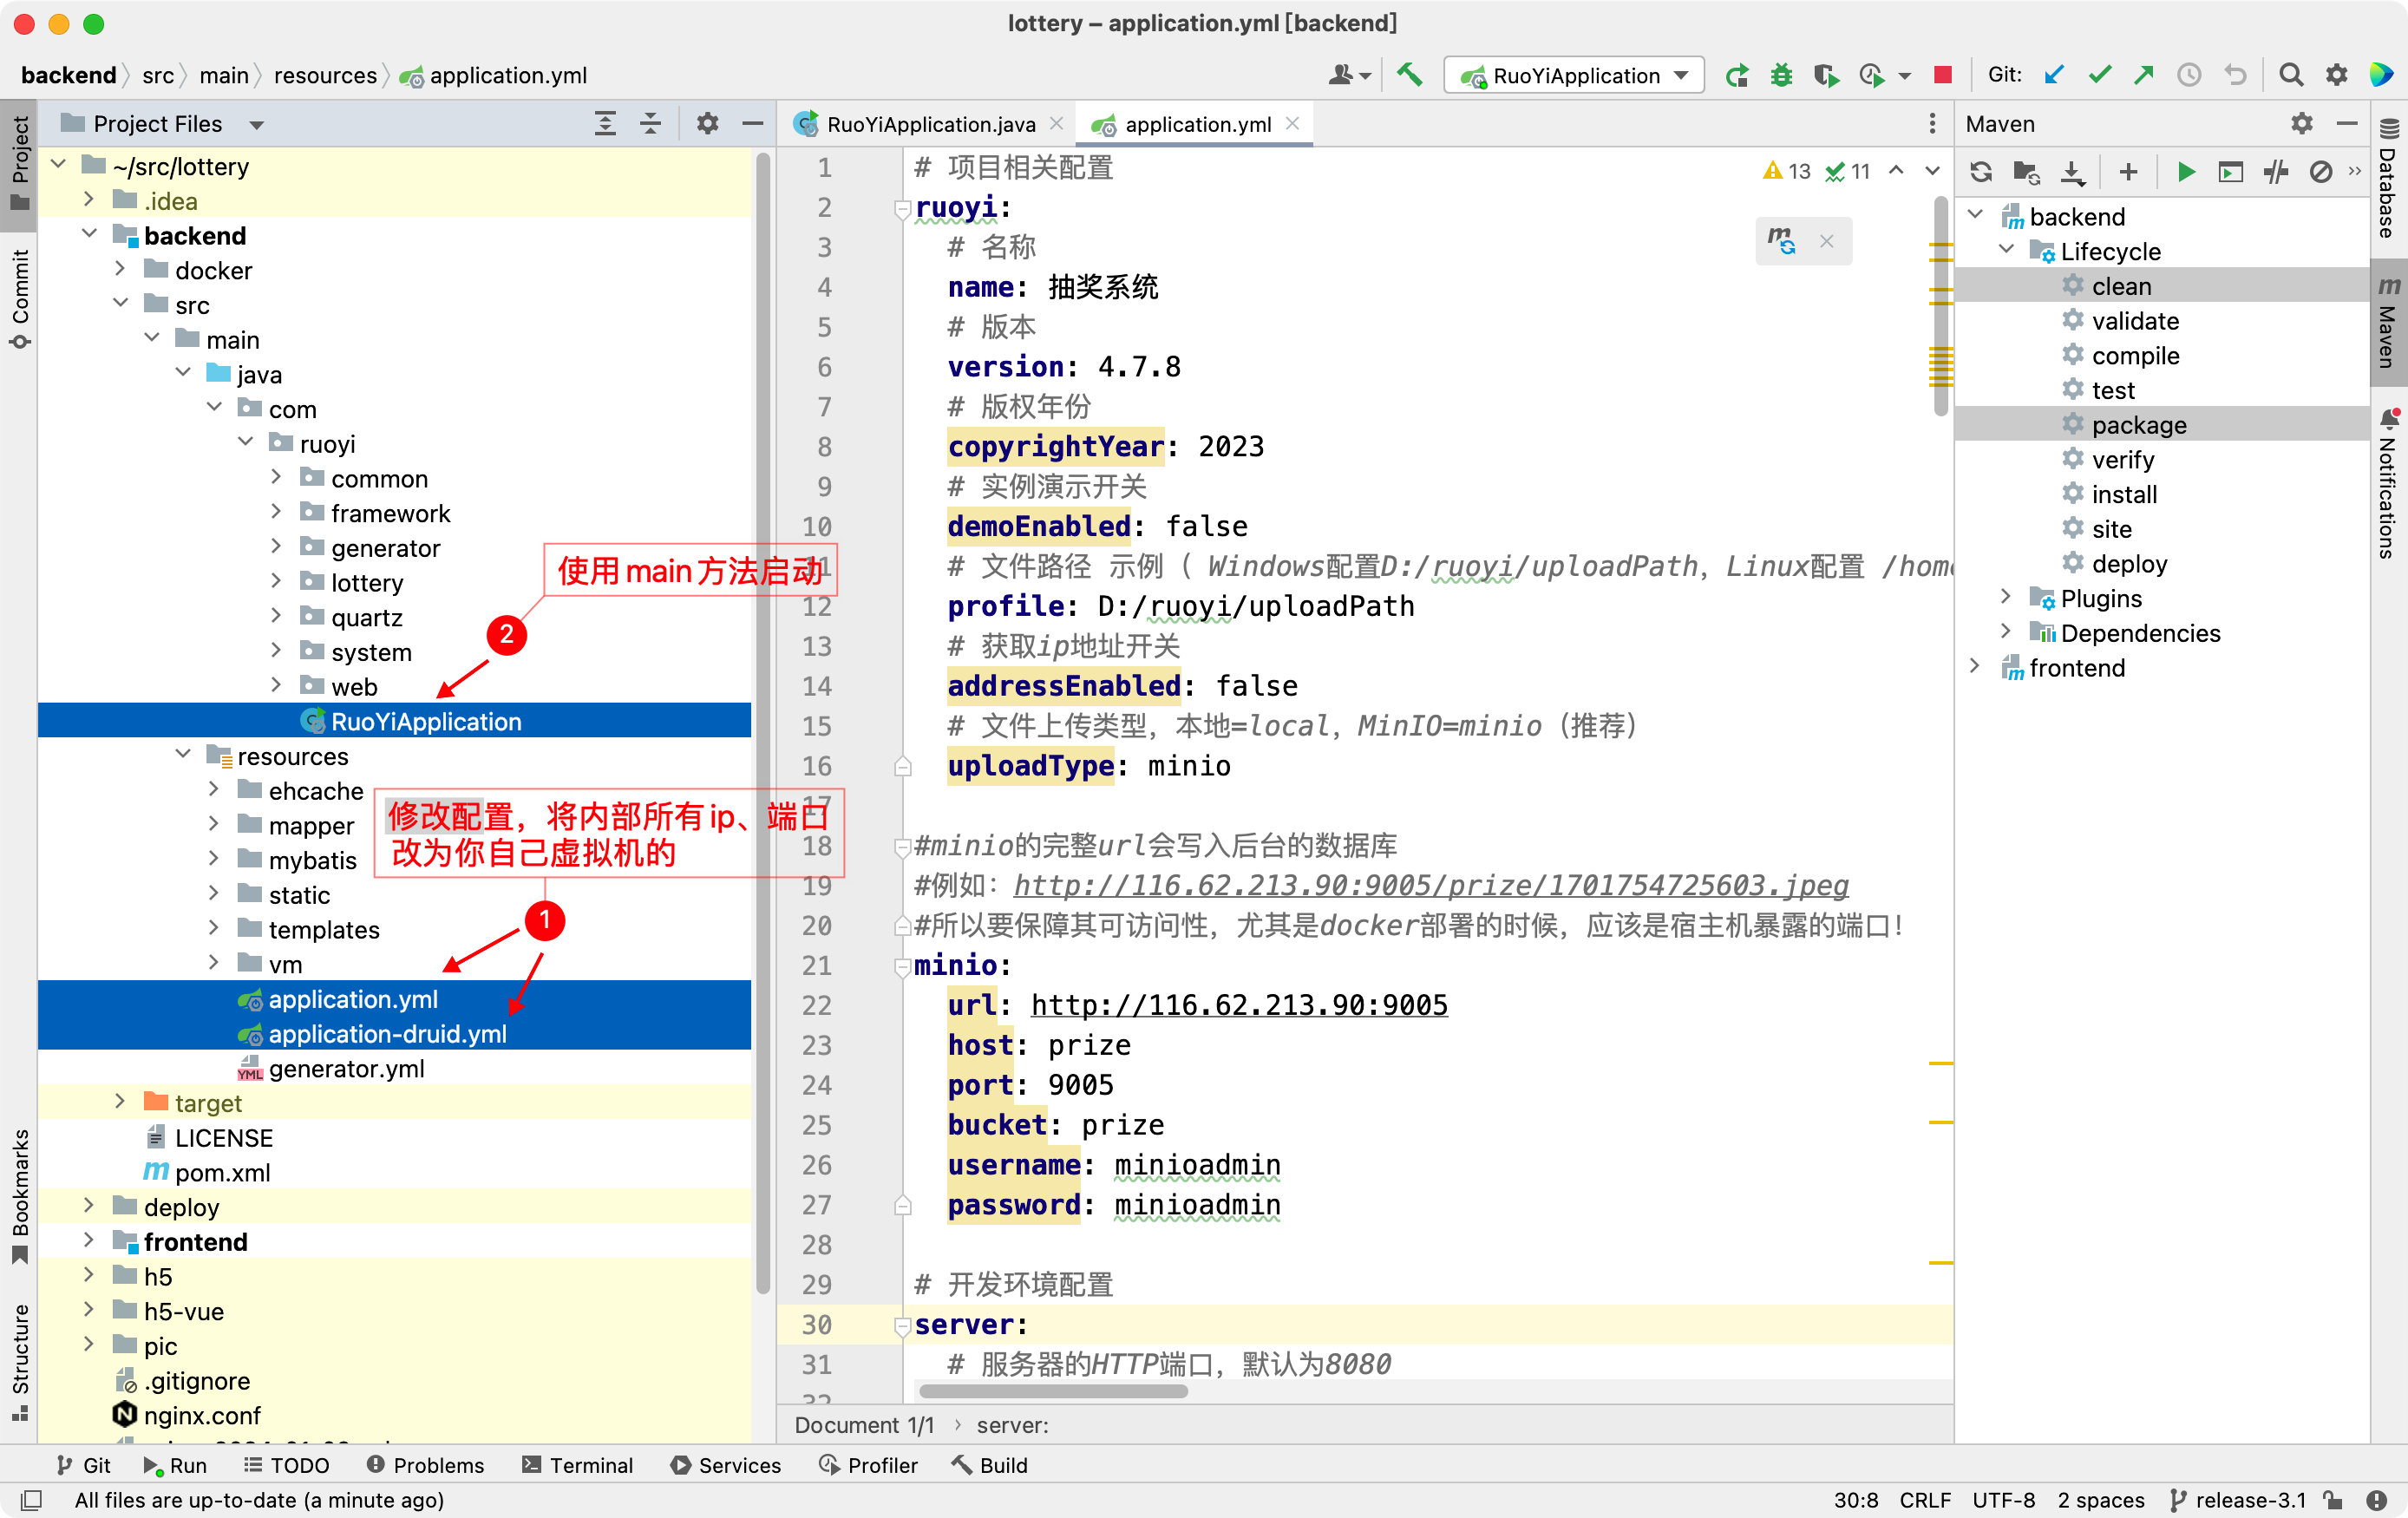 lottery – application.yml [backend]
backend 〉 src 〉 main 〉 resources 〉 application.yml
RuoYiApplication
Git:
Project Files
RuoYiApplication.java
application.yml
Maven
Project
Commit
Bookmarks
Structure
~/src/lottery
.idea
backend
docker
src
main
java
com
ruoyi
common
framework
generator
lottery
quartz
system
web
RuoYiApplication
resources
ehcache
mapper
mybatis
static
templates
vm
application.yml
application-druid.yml
generator.yml
target
LICENSE
pom.xml
deploy
frontend
h5
h5-vue
pic
.gitignore
nginx.conf
使用 main 方法启动
2
修改配置，将内部所有 ip、端口
改为你自己虚拟机的
1
13 11
1 # 项目相关配置
2 ruoyi:
3 # 名称
4 name: 抽奖系统
5 # 版本
6 version: 4.7.8
7 # 版权年份
8 copyrightYear: 2023
9 # 实例演示开关
10 demoEnabled: false
11 # 文件路径 示例（ Windows配置D:/ruoyi/uploadPath，Linux配置 /home
12 profile: D:/ruoyi/uploadPath
13 # 获取ip地址开关
14 addressEnabled: false
15 # 文件上传类型，本地=local，MinIO=minio（推荐）
16 uploadType: minio
17
18 #minio的完整url会写入后台的数据库
19 #例如：http://116.62.213.90:9005/prize/1701754725603.jpeg
20 #所以要保障其可访问性，尤其是docker部署的时候，应该是宿主机暴露的端口！
21 minio:
22 url: http://116.62.213.90:9005
23 host: prize
24 port: 9005
25 bucket: prize
26 username: minioadmin
27 password: minioadmin
28
29 # 开发环境配置
30 server:
31 # 服务器的HTTP端口，默认为8080
Document 1/1 › server:
backend
Lifecycle
clean
validate
compile
test
package
verify
install
site
deploy
Plugins
Dependencies
frontend
Database
Maven
Notifications
Git Run TODO Problems Terminal Services Profiler Build
All files are up-to-date (a minute ago)
30:8 CRLF UTF-8 2 spaces release-3.1